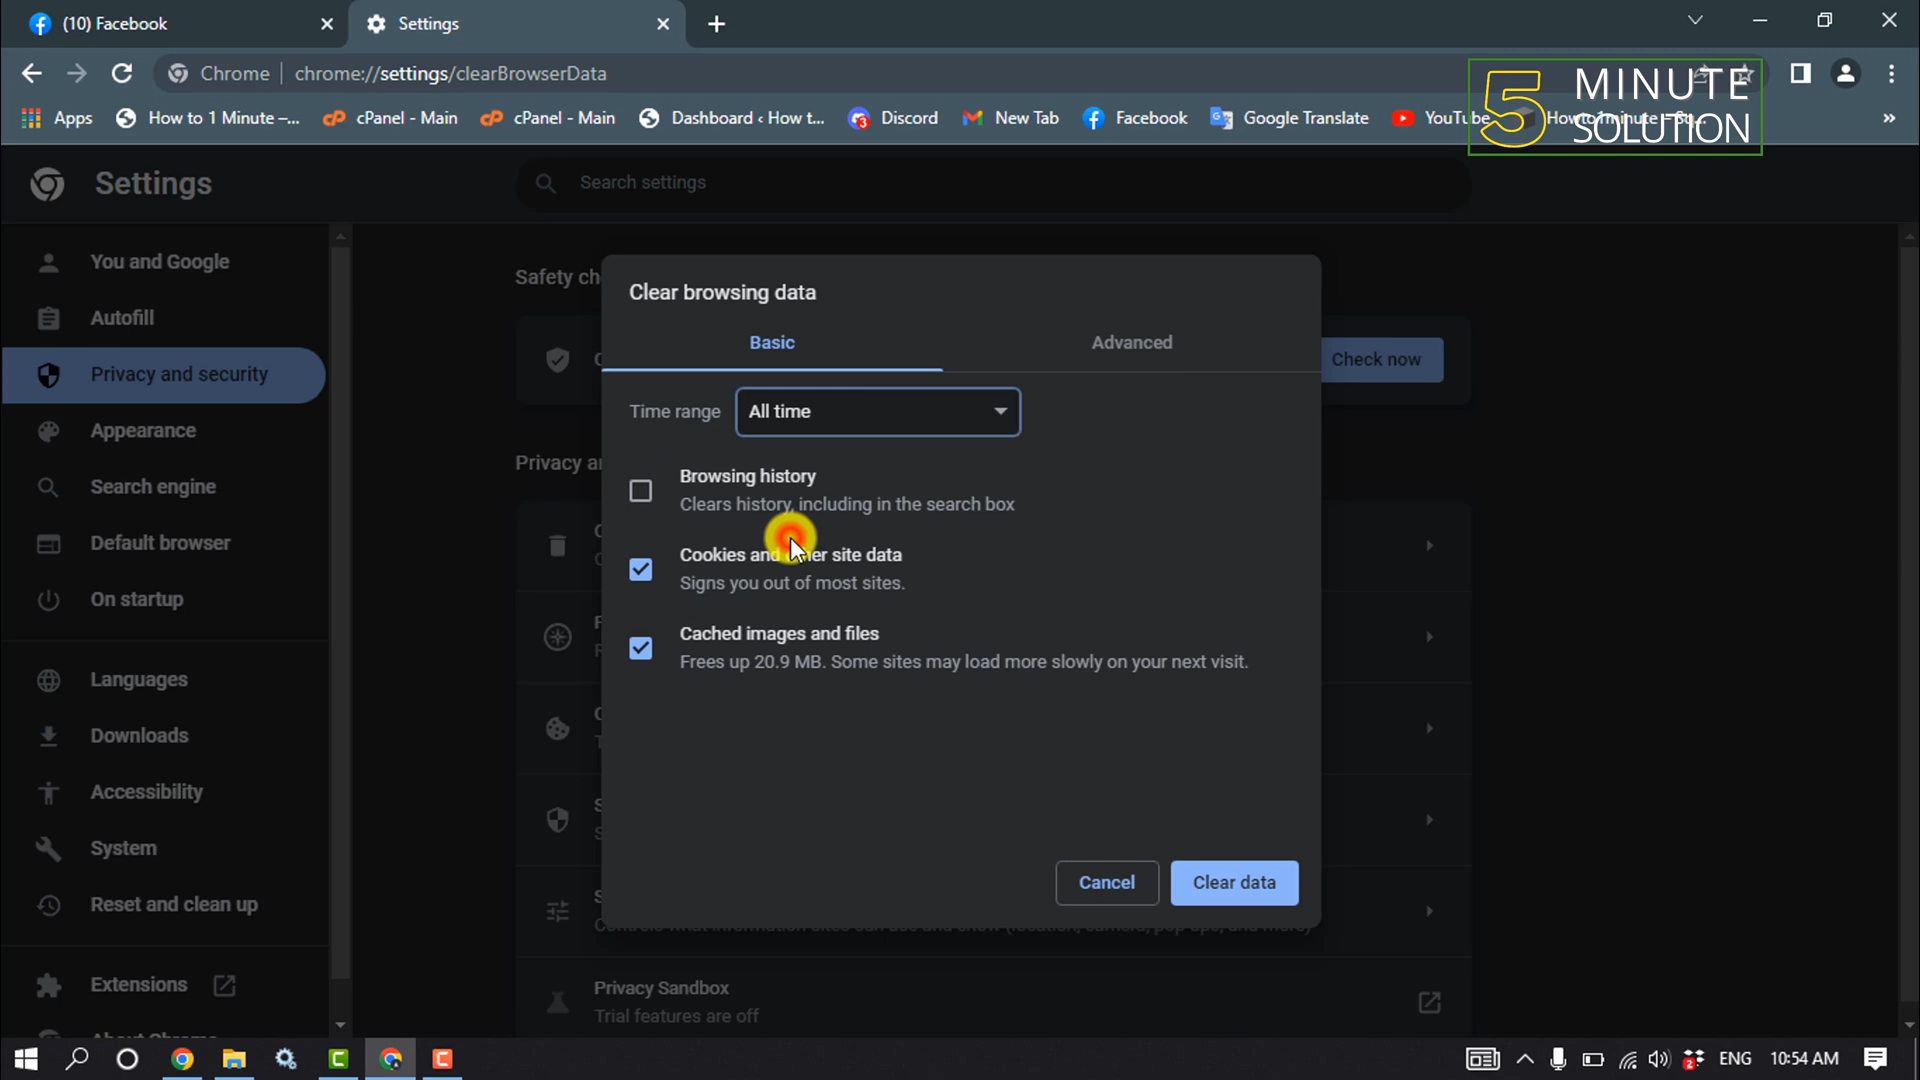 (10) Facebook
Settings
Chrome
chrome://settings/clearBrowserData
Apps
How to 1 Minute –...
cPanel - Main
cPanel - Main
Dashboard ‹ How t...
Discord
New Tab
Facebook
Google Translate
YouTube
»
5 MINUTE
SOLUTION
Settings
Search settings
You and Google
Autofill
Privacy and security
Appearance
Search engine
Default browser
On startup
Languages
Downloads
Accessibility
System
Reset and clean up
Extensions
About Chrome
Safety ch
Check now
Clear browsing data
Basic
Advanced
Time range
All time
Browsing history
Clears history, including in the search box
Cookies and other site data
Signs you out of most sites.
Cached images and files
Frees up 20.9 MB. Some sites may load more slowly on your next visit.
Cancel
Clear data
Privacy Sandbox
Trial features are off
ENG
10:54 AM